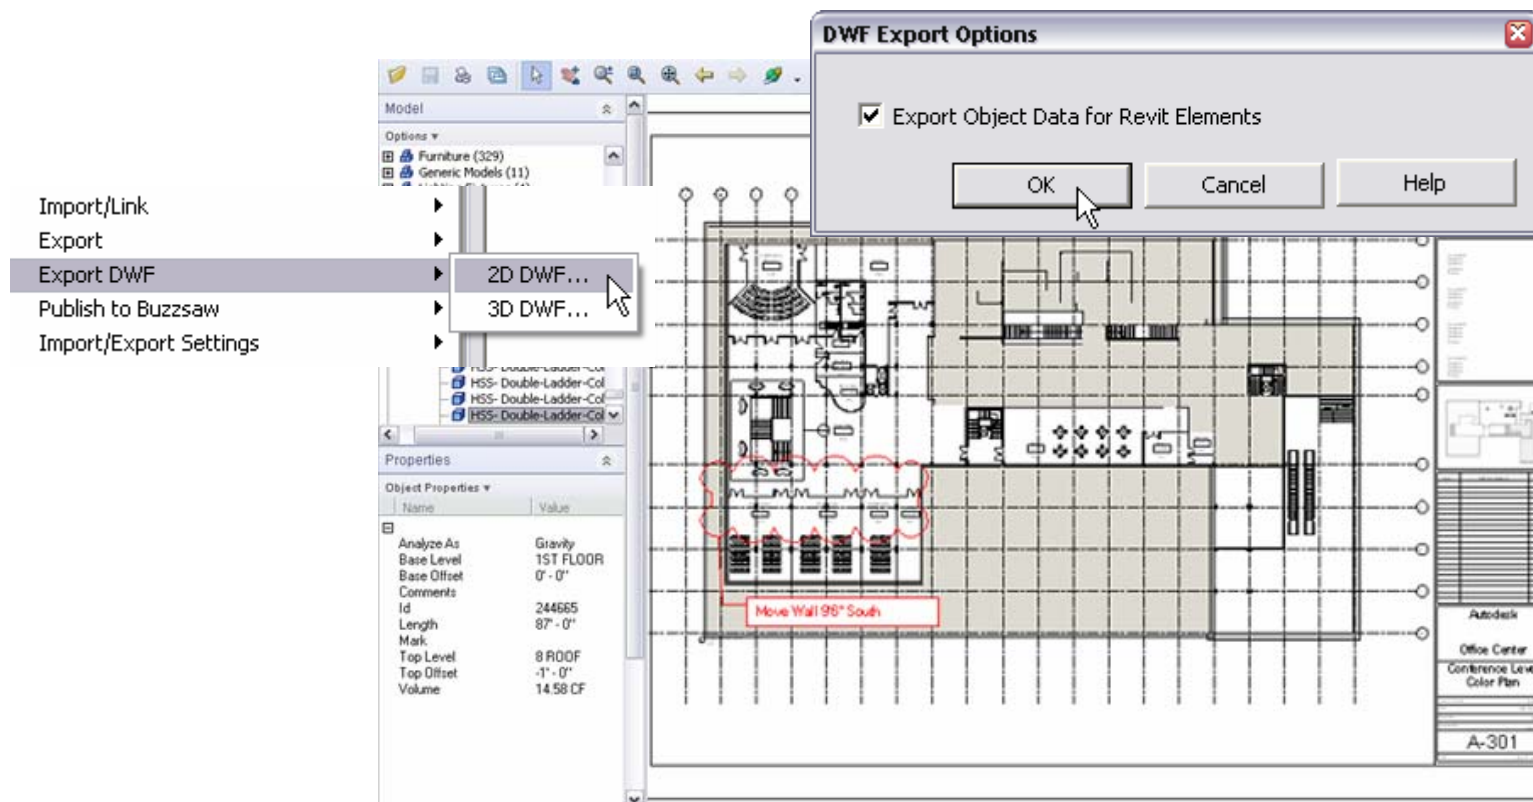 DWF Export Options
Export Object Data for Revit Elements
OK
Cancel
Help
Model
Options
Furniture (329)
Generic Models (11)
Import/Link
Export
Export DWF
Publish to Buzzsaw
Import/Export Settings
2D DWF...
3D DWF...
HSS- Double-Ladder-Col
HSS- Double-Ladder-Col
HSS- Double-Ladder-Col
Properties
Object Properties
Name Value
Analyze As Gravity
Base Level 1ST FLOOR
Base Offset 0' - 0"
Comments
Id 244665
Length 87' - 0"
Mark
Top Level 8 ROOF
Top Offset -1' - 0"
Volume 14.58 CF
Move Wall 9'6" South
Autodesk
Office Center
Conference Leve
Color Plan
A-301